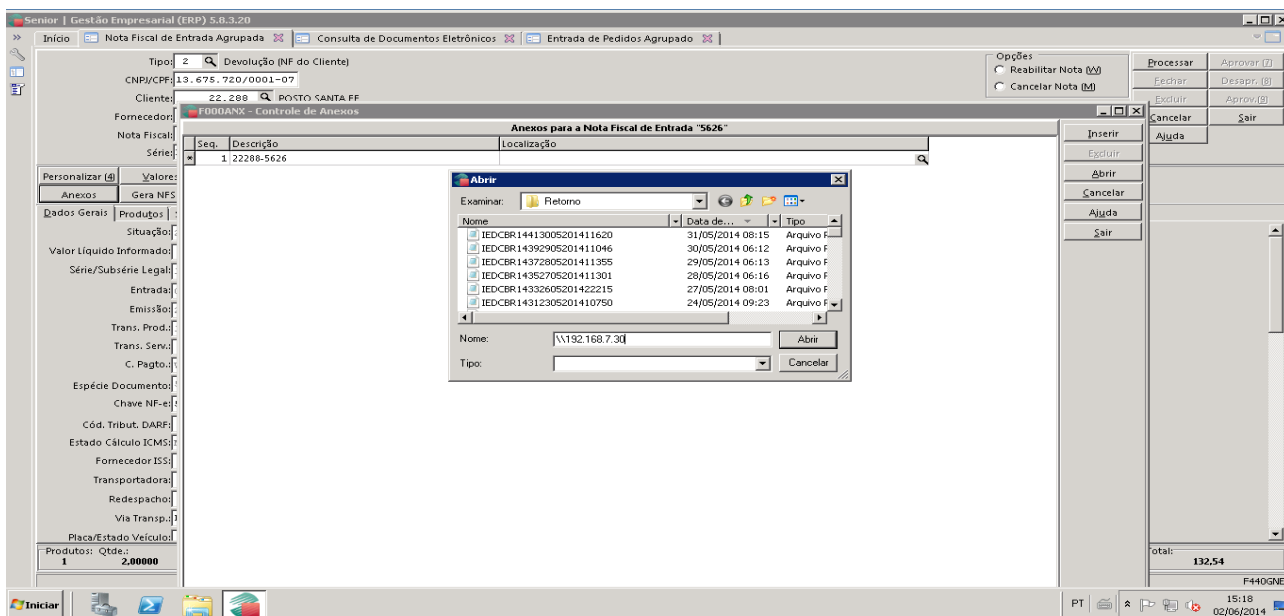 Senior | Gestão Empresarial (ERP) 5.8.3.20
Início Nota Fiscal de Entrada Agrupada Consulta de Documentos Eletrônicos Entrada de Pedidos Agrupado
Tipo: 2 Devolução (NF do Cliente)
CNPJ/CPF: 13.675.720/0001-07
Cliente: 22.288 POSTO SANTA FE
Fornecedor:
Nota Fiscal:
Série:
Opções
Reabilitar Nota (W)
Cancelar Nota (M)
Processar Aprovar (7)
Fechar Desapr. (8)
Excluir Aprov.(9)
Cancelar Sair
Ajuda
Personalizar (4) Valores
Anexos Gera NFS
Dados Gerais Produtos
Situação:
Valor Líquido Informado:
Série/Subsérie Legal:
Entrada:
Emissão:
Trans. Prod.:
Trans. Serv.:
C. Pagto.:
Espécie Documento:
Chave NF-e:
Cód. Tribut. DARF:
Estado Cálculo ICMS:
Fornecedor ISS:
Transportadora:
Redespacho:
Via Transp.:
Placa/Estado Veículo:
Produtos: Qtde.:
1 2,00000
Total:
132,54
F440GNE
F000ANX - Controle de Anexos
Anexos para a Nota Fiscal de Entrada "5626"
Seq. Descrição Localização
1 22288-5626
Inserir
Excluir
Abrir
Cancelar
Ajuda
Sair
Abrir
Examinar: Retorno
Nome Data de... Tipo
IEDCBR14413005201411620 31/05/2014 08:15 Arquivo F
IEDCBR14392905201411046 30/05/2014 06:12 Arquivo F
IEDCBR14372805201411355 29/05/2014 06:13 Arquivo F
IEDCBR14352705201411301 28/05/2014 06:16 Arquivo F
IEDCBR14332605201422215 27/05/2014 08:01 Arquivo F
IEDCBR14312305201410750 24/05/2014 09:23 Arquivo F
Nome: \\192.168.7.30 Abrir
Tipo: Cancelar
Iniciar
PT
15:18
02/06/2014